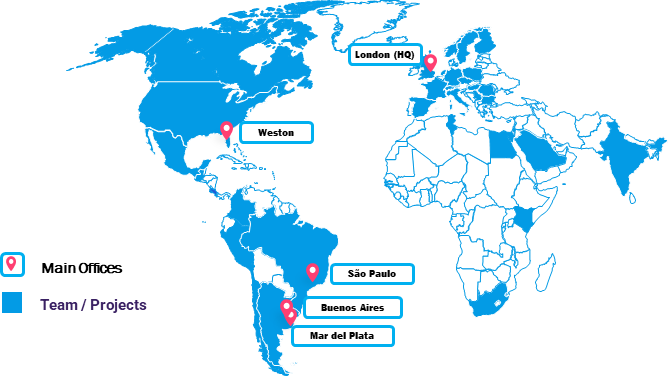 London (HQ)
Weston
São Paulo
Main Offices
Buenos Aires
Team / Projects
Mar del Plata